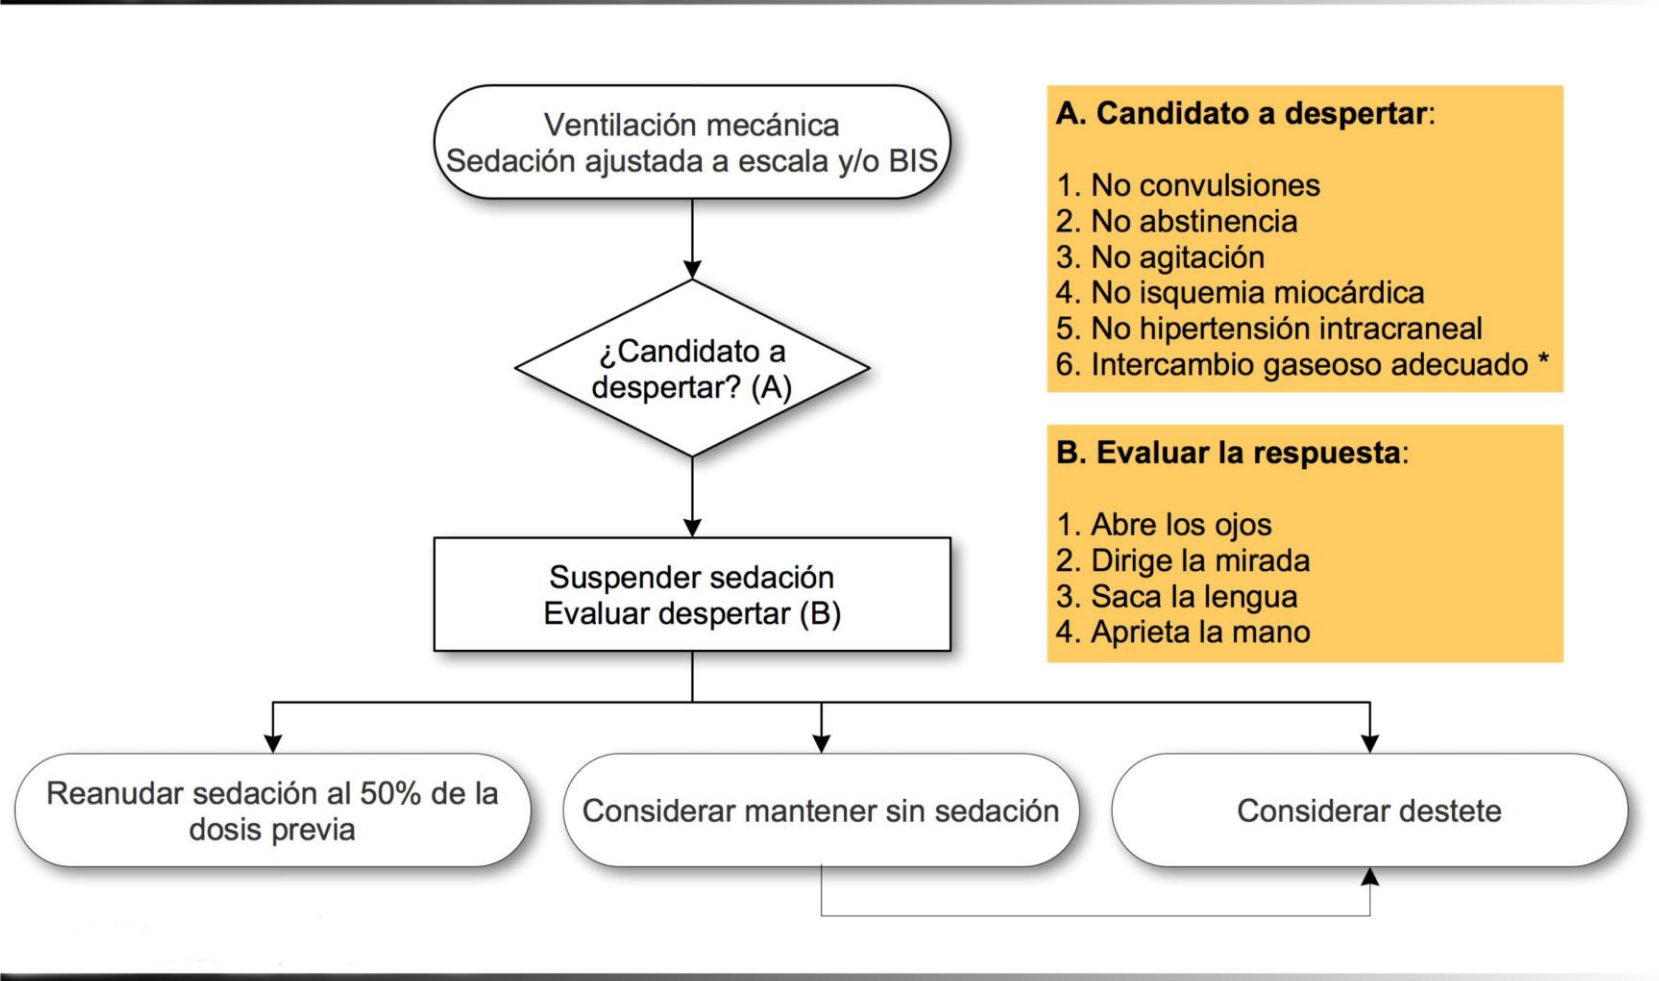 Ventilación mecánica
Sedación ajustada a escala y/o BIS
¿Candidato a
despertar? (A)
Suspender sedación
Evaluar despertar (B)
Reanudar sedación al 50% de la
dosis previa
Considerar mantener sin sedación
Considerar destete
A. Candidato a despertar:
1. No convulsiones
2. No abstinencia
3. No agitación
4. No isquemia miocárdica
5. No hipertensión intracraneal
6. Intercambio gaseoso adecuado *
B. Evaluar la respuesta:
1. Abre los ojos
2. Dirige la mirada
3. Saca la lengua
4. Aprieta la mano